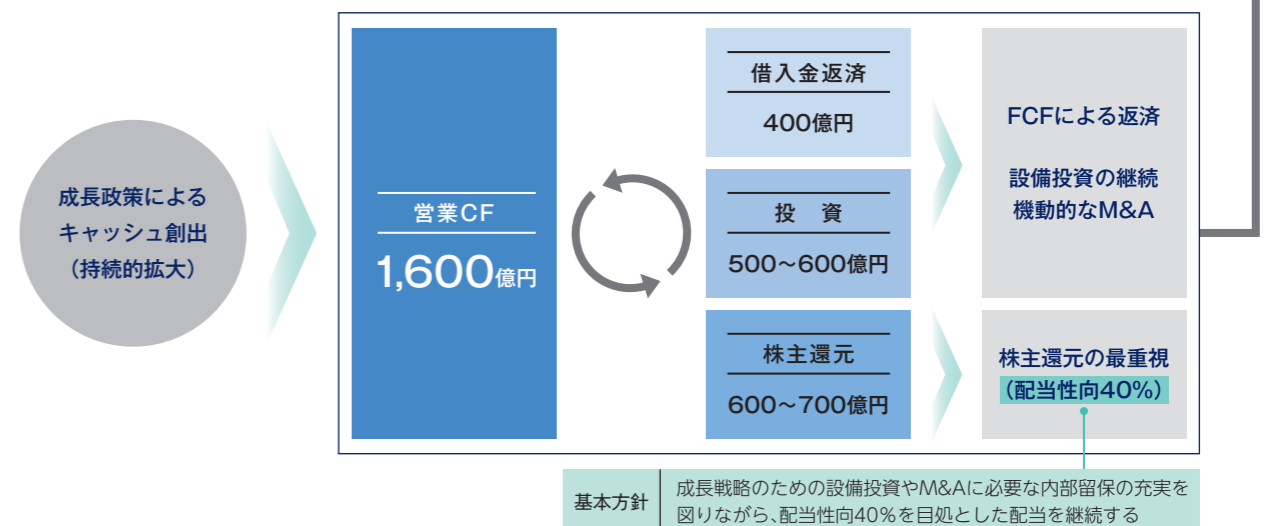 成長政策による
キャッシュ創出
（持続的拡大）
営業CF
1,600億円
借入金返済
400億円
投　資
500～600億円
株主還元
600～700億円
FCFによる返済
設備投資の継続
機動的なM&A
株主還元の最重視
（配当性向40%）
基本方針
成長戦略のための設備投資やM&Aに必要な内部留保の充実を
図りながら、配当性向40%を目処とした配当を継続する